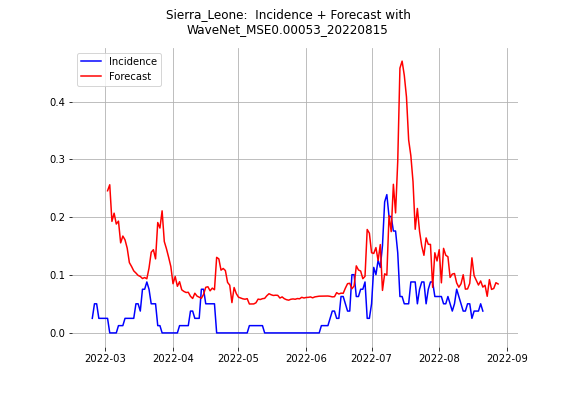 Sierra_Leone:  Incidence + Forecast with
WaveNet_MSE0.00053_20220815
Incidence
Forecast
0.4
0.3
0.2
0.1
0.0
2022-03 2022-04 2022-05 2022-06 2022-07 2022-08 2022-09